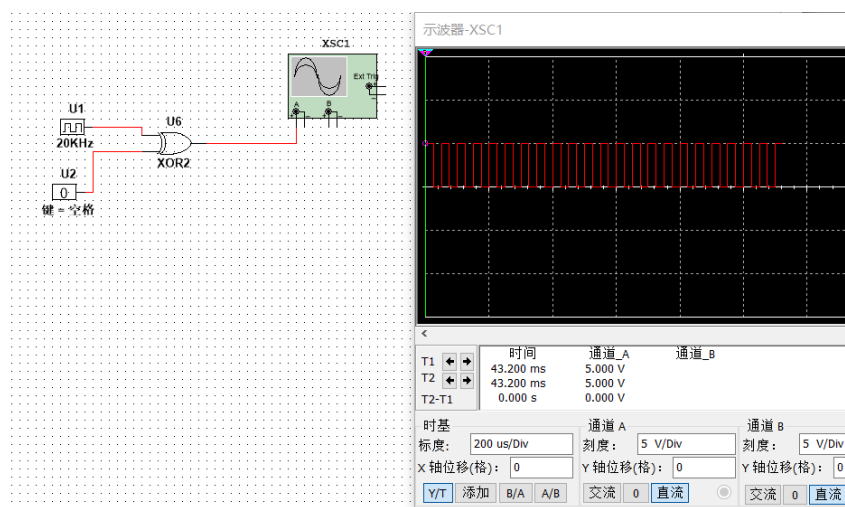 示波器-XSC1
XSC1
Ext Trig
A
B
U1
20KHz
U6
XOR2
U2
0
键 = 空格
时间 通道_A 通道_B
T1 43.200 ms 5.000 V
T2 43.200 ms 5.000 V
T2-T1 0.000 s 0.000 V
时基 通道 A 通道 B
标度: 200 us/Div 刻度: 5 V/Div 刻度: 5 V/Div
X 轴位移(格): 0 Y 轴位移(格): 0 Y 轴位移(格): 0
Y/T 添加 B/A A/B 交流 0 直流 交流 0 直流